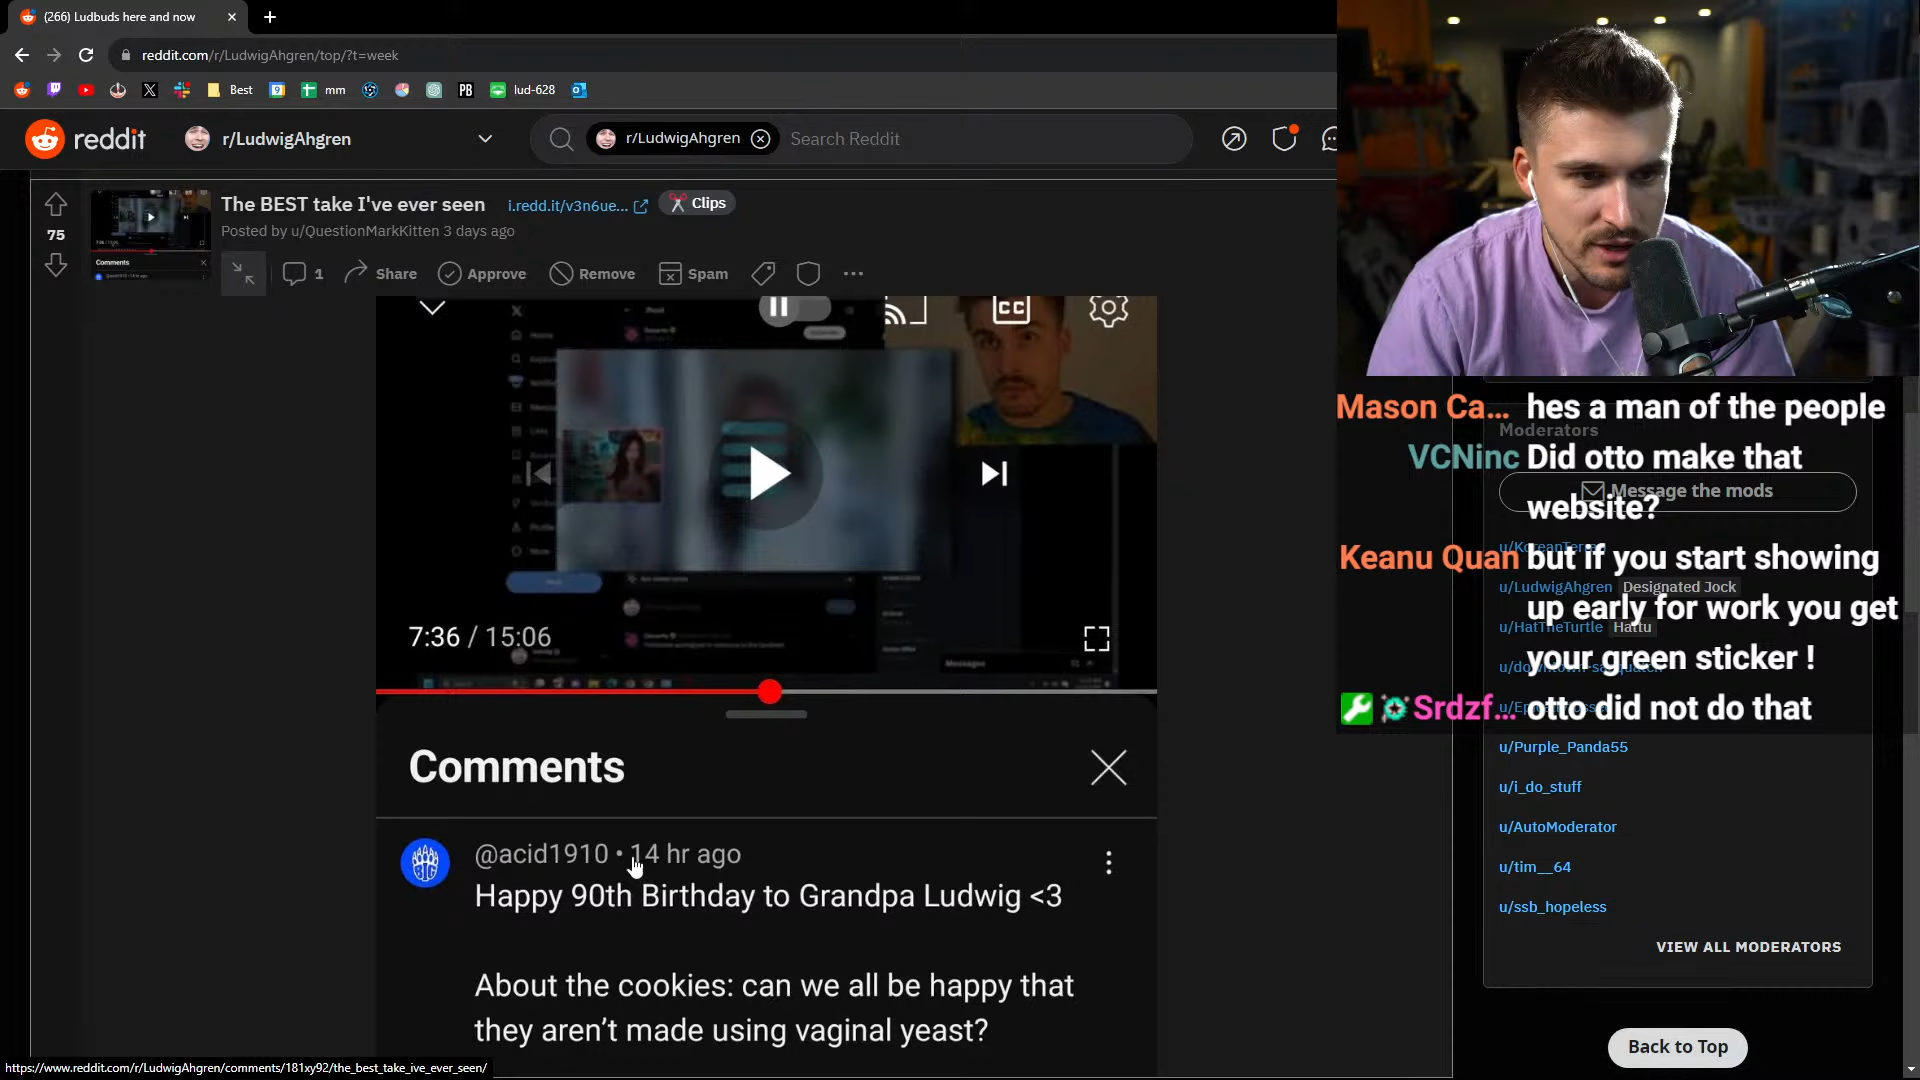 (266) Ludbuds here and now
reddit.com/r/LudwigAhgren/top/?t=week
Best
mm
PB
lud-628
reddit
r/LudwigAhgren
r/LudwigAhgren
Search Reddit
75
The BEST take I've ever seen
i.redd.it/v3n6ue...
Clips
Posted by u/QuestionMarkKitten 3 days ago
1
Share
Approve
Remove
Spam
CC
7:36 / 15:06
Comments
@acid1910 • 14 hr ago
Happy 90th Birthday to Grandpa Ludwig <3
About the cookies: can we all be happy that
they aren't made using vaginal yeast?
Mason Ca... hes a man of the people
VCNinc Did otto make that
website?
Keanu Quan but if you start showing
up early for work you get
your green sticker !
Srdzf... otto did not do that
Moderators
Message the mods
u/LudwigAhgren Designated Jock
u/HatTheTurtle Hattu
u/Purple_Panda55
u/i_do_stuff
u/AutoModerator
u/tim__64
u/ssb_hopeless
VIEW ALL MODERATORS
Back to Top
https://www.reddit.com/r/LudwigAhgren/comments/181xy92/the_best_take_ive_ever_seen/